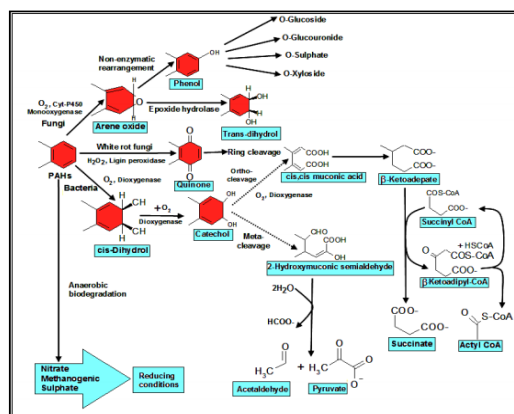 O-Glucoside
OH
Non-enzymatic
rearrangement
O-Glucouronide
Phenol
O-Sulphate
H
O
H
O-Xyloside
O₂, Cyt-P450
Monooxygenase
Fungi
Epoxide hydrolase
OH
OH
Arene oxide
Trans-dihydrol
White rot fungi
H₂O₂, Lignin peroxidase
O
O
Ring cleavage
COOH
COOH
COO-
COO-
PAHs
Quinone
Ortho-
cleavage
cis,cis muconic acid
β-Ketoadepate
Bacteria
O₂, Dioxygenase
O₂, Dioxygenase
COS-CoA
COO-
CH
CH
+O₂
Dioxygenase
OH
OH
Succinyl CoA
cis-Dihydrol
Catechol
Meta-
cleavage
CHO
COOH
OH
+ HSCoA
O
COS-CoA
COO-
2-Hydroxymuconic semialdehyde
βKetoadipyl-CoA
Anaerobic
biodegradation
2H₂O
HCOO-
COO-
COO-
O
S-CoA
CH₃
Nitrate
Methanogenic
Sulphate
Reducing
conditions
Succinate
Actyl CoA
O
H₃C
+
H₃C
O
O
O-
Acetaldehyde
Pyruvate